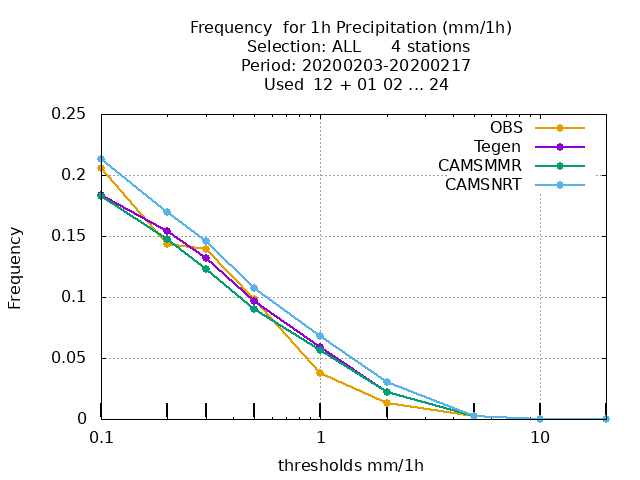 Frequency  for 1h Precipitation (mm/1h)
Selection: ALL      4 stations
Period: 20200203-20200217
Used  12 + 01 02 ... 24
OBS
Tegen
CAMSMMR
CAMSNRT
0.25
0.2
0.15
0.1
0.05
0
Frequency
0.1 1 10
thresholds mm/1h